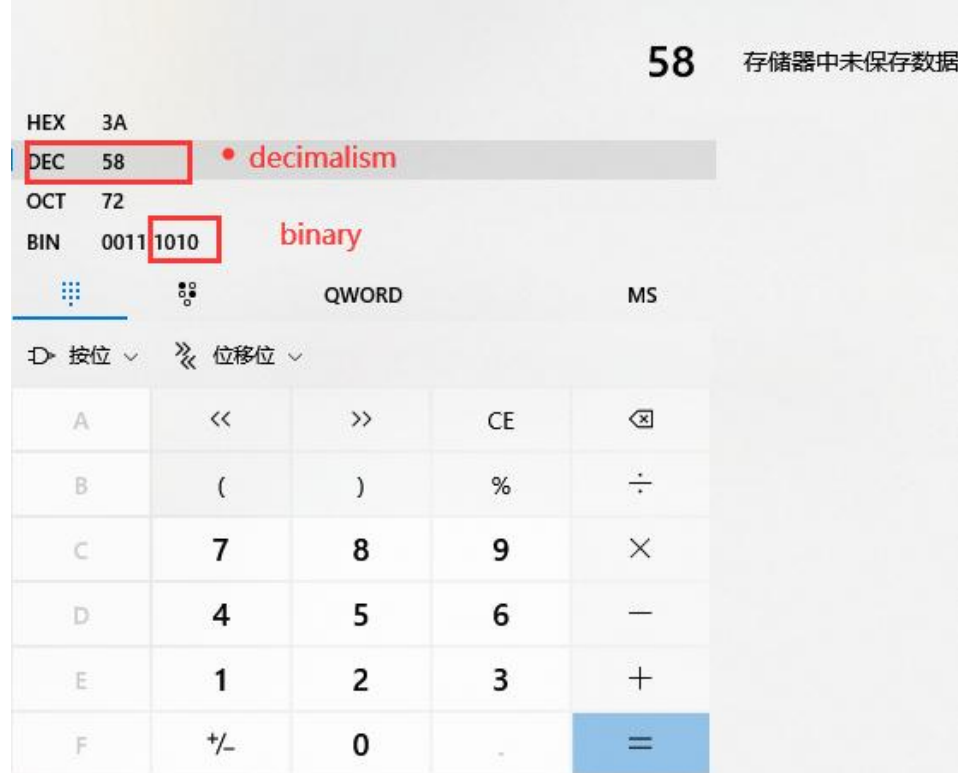 58 存储器中未保存数据
HEX 3A
DEC 58 • decimalism
OCT 72
BIN 0011 1010 binary
QWORD MS
按位 位移位
A << >> CE
B ( ) % ÷
C 7 8 9 ×
D 4 5 6 −
E 1 2 3 +
F +/− 0 . =